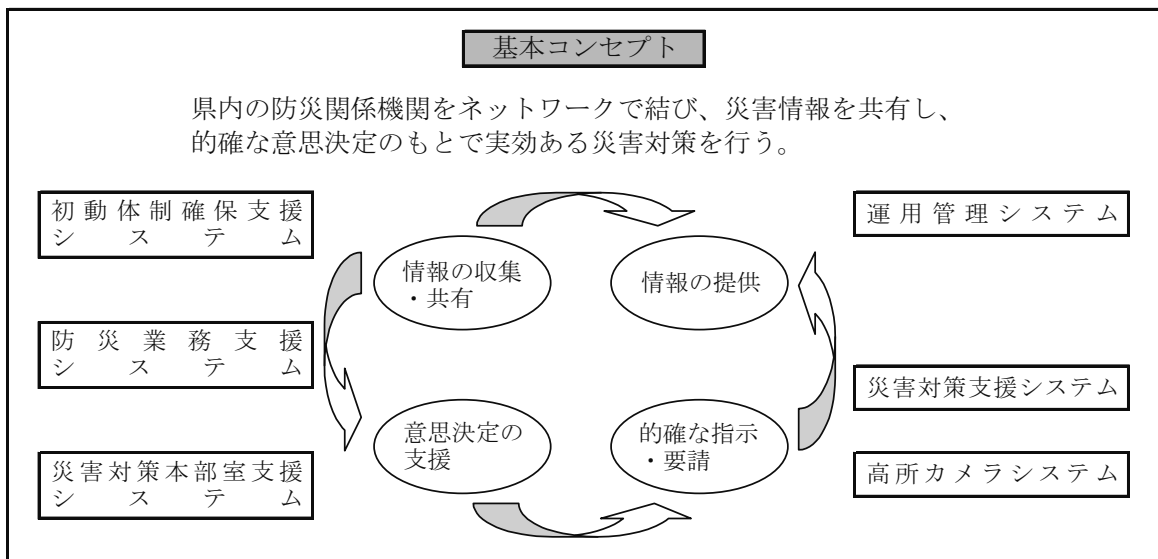 基本コンセプト
県内の防災関係機関をネットワークで結び、災害情報を共有し、
的確な意思決定のもとで実効ある災害対策を行う。
初動体制確保支援
システム
防災業務支援
システム
災害対策本部室支援
システム
情報の収集
・共有
情報の提供
意思決定の
支援
的確な指示
・要請
運用管理システム
災害対策支援システム
高所カメラシステム